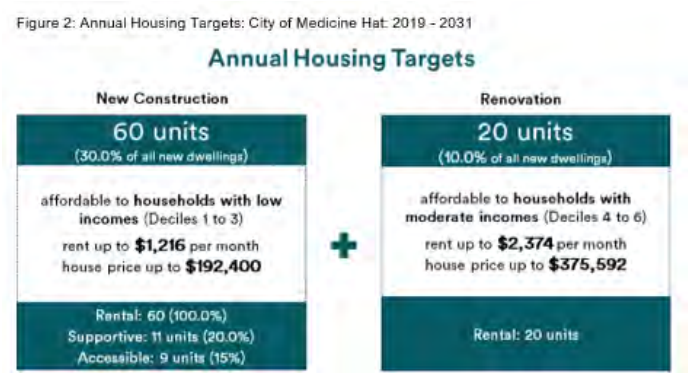 Figure 2: Annual Housing Targets: City of Medicine Hat: 2019 - 2031
Annual Housing Targets
New Construction
60 units
(30.0% of all new dwellings)
affordable to households with low
incomes (Deciles 1 to 3)
rent up to $1,216 per month
house price up to $192,400
Rental: 60 (100.0%)
Supportive: 11 units (20.0%)
Accessible: 9 units (15%)
+
Renovation
20 units
(10.0% of all new dwellings)
affordable to households with
moderate incomes (Deciles 4 to 6)
rent up to $2,374 per month
house price up to $375,592
Rental: 20 units